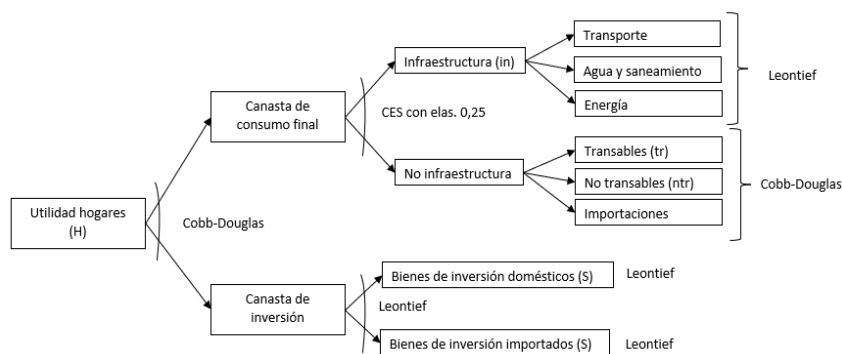 Utilidad hogares
(H)
Cobb-Douglas
Canasta de
consumo final
CES con elas. 0,25
Infraestructura (in)
Transporte
Agua y saneamiento
Energía
Leontief
No infraestructura
Transables (tr)
No transables (ntr)
Importaciones
Cobb-Douglas
Canasta de
inversión
Leontief
Bienes de inversión domésticos (S)
Leontief
Bienes de inversión importados (S)
Leontief